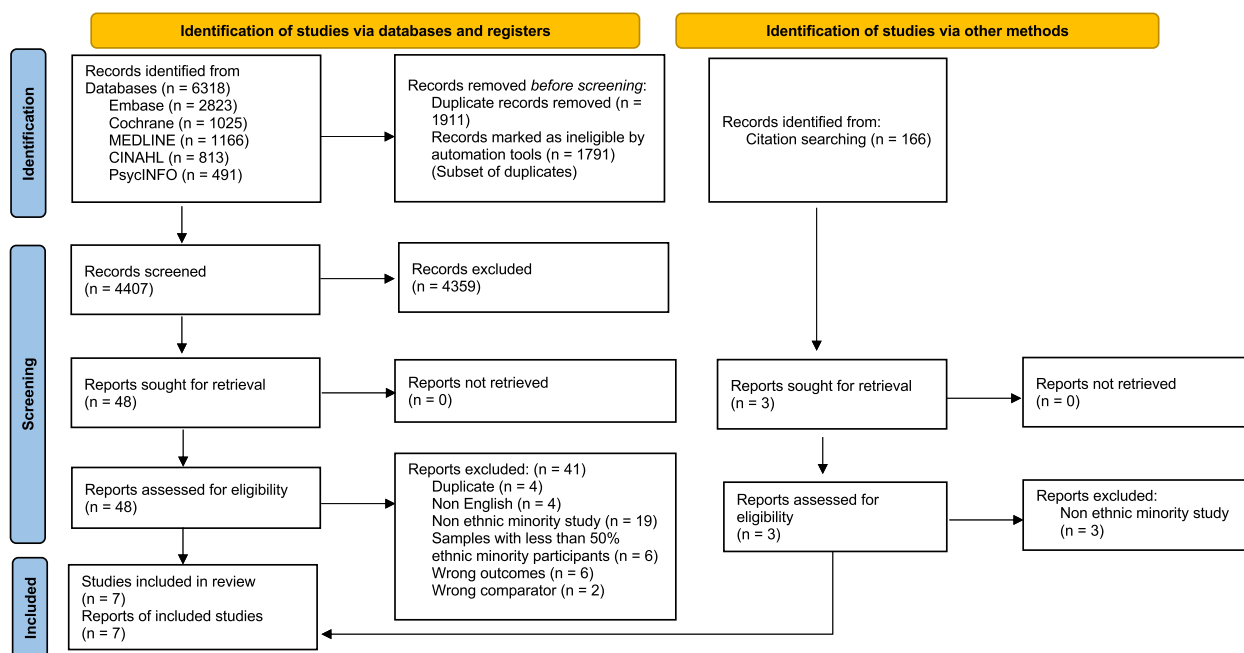 Identification of studies via databases and registers
Identification of studies via other methods
Identification
Records identified from
Databases (n = 6318)
Embase (n = 2823)
Cochrane (n = 1025)
MEDLINE (n = 1166)
CINAHL (n = 813)
PsycINFO (n = 491)
Records removed before screening:
Duplicate records removed (n =
1911)
Records marked as ineligible by
automation tools (n = 1791)
(Subset of duplicates)
Records identified from:
Citation searching (n = 166)
Screening
Records screened
(n = 4407)
Records excluded
(n = 4359)
Reports sought for retrieval
(n = 48)
Reports not retrieved
(n = 0)
Reports sought for retrieval
(n = 3)
Reports not retrieved
(n = 0)
Reports assessed for eligibility
(n = 48)
Reports excluded: (n = 41)
Duplicate (n = 4)
Non English (n = 4)
Non ethnic minority study (n = 19)
Samples with less than 50%
ethnic minority participants (n = 6)
Wrong outcomes (n = 6)
Wrong comparator (n = 2)
Reports assessed for
eligibility
(n = 3)
Reports excluded:
Non ethnic minority study
(n = 3)
Included
Studies included in review
(n = 7)
Reports of included studies
(n = 7)